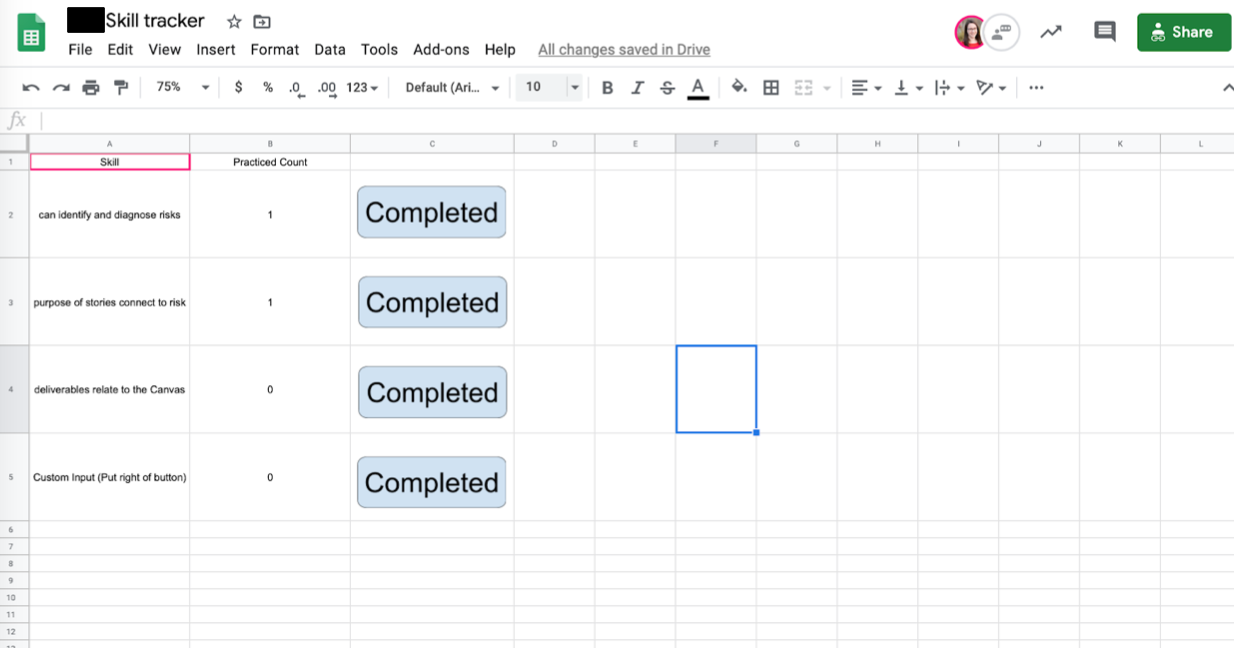 Skill tracker
File Edit View Insert Format Data Tools Add-ons Help All changes saved in Drive
Share
75% $ % .0 .00 123 Default (Ari... 10 B I S A ...
fx
A B C D E F G H I J K L
1 Skill Practiced Count
2 can identify and diagnose risks 1 Completed
3 purpose of stories connect to risk 1 Completed
4 deliverables relate to the Canvas 0 Completed
5 Custom Input (Put right of button) 0 Completed
6
7
8
9
10
11
12